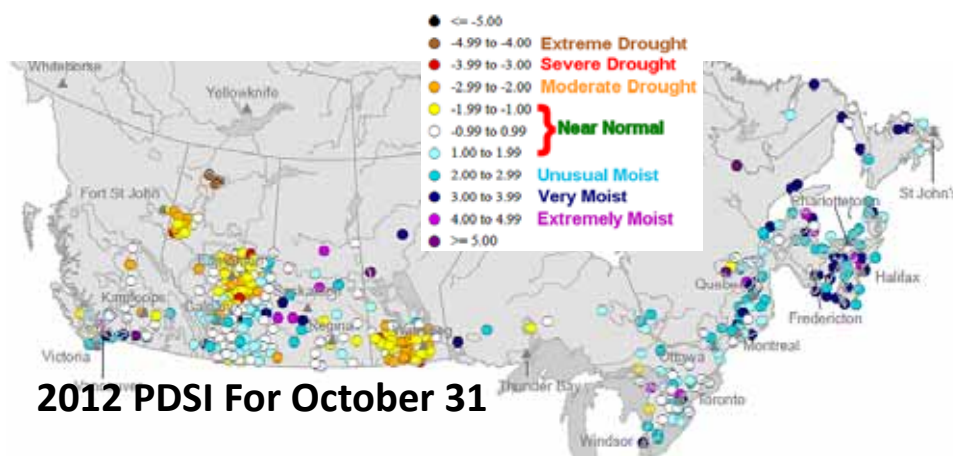 <= -5.00
-4.99 to -4.00 Extreme Drought
-3.99 to -3.00 Severe Drought
-2.99 to -2.00 Moderate Drought
-1.99 to -1.00
-0.99 to 0.99 } Near Normal
1.00 to 1.99
2.00 to 2.99 Unusual Moist
3.00 to 3.99 Very Moist
4.00 to 4.99 Extremely Moist
>= 5.00
Whitehorse
Yellowknife
Fort St John
St John's
Charlottetown
Kamloops
Quebec
Halifax
Regina
Fredericton
Victoria
Ottawa
Montreal
Vancouver
Thunder Bay
Toronto
2012 PDSI For October 31
Windsor